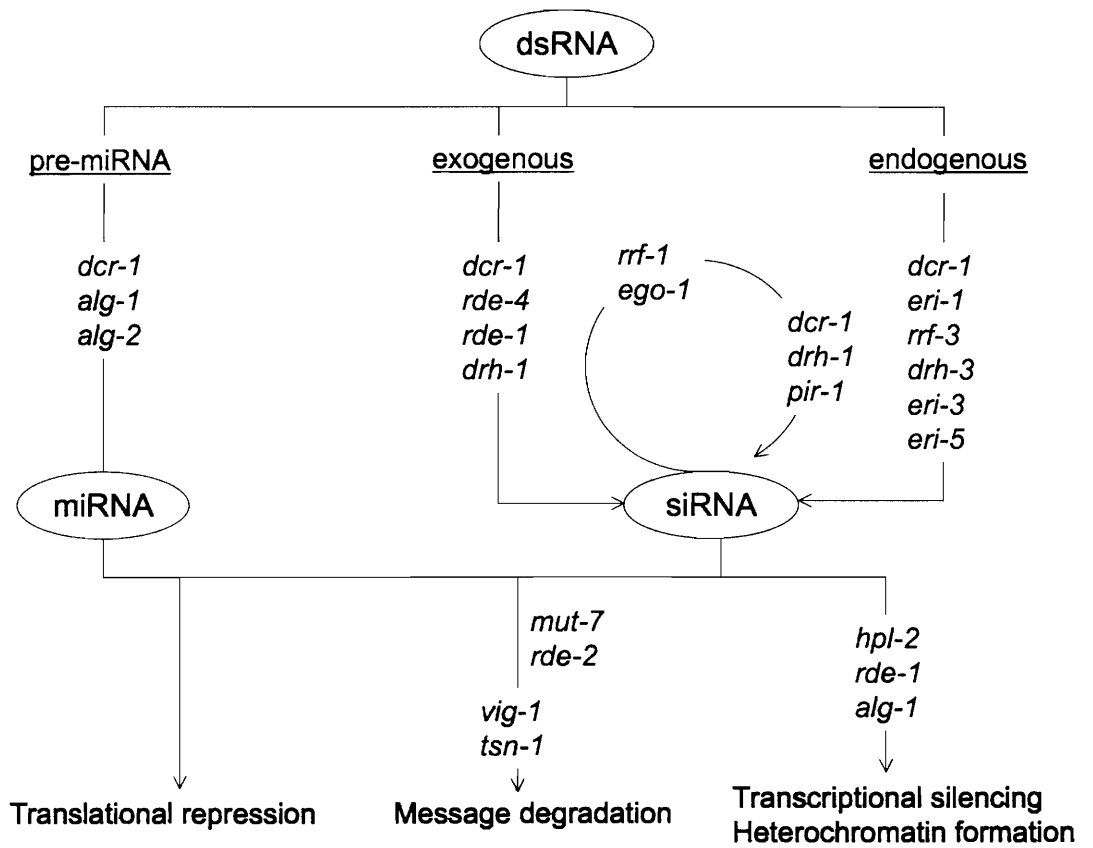 dsRNA
pre-miRNA
exogenous
endogenous
dcr-1
alg-1
alg-2
dcr-1
rde-4
rde-1
drh-1
rrf-1
ego-1
dcr-1
drh-1
pir-1
dcr-1
eri-1
rrf-3
drh-3
eri-3
eri-5
miRNA
siRNA
mut-7
rde-2
vig-1
tsn-1
hpl-2
rde-1
alg-1
Translational repression
Message degradation
Transcriptional silencing
Heterochromatin formation